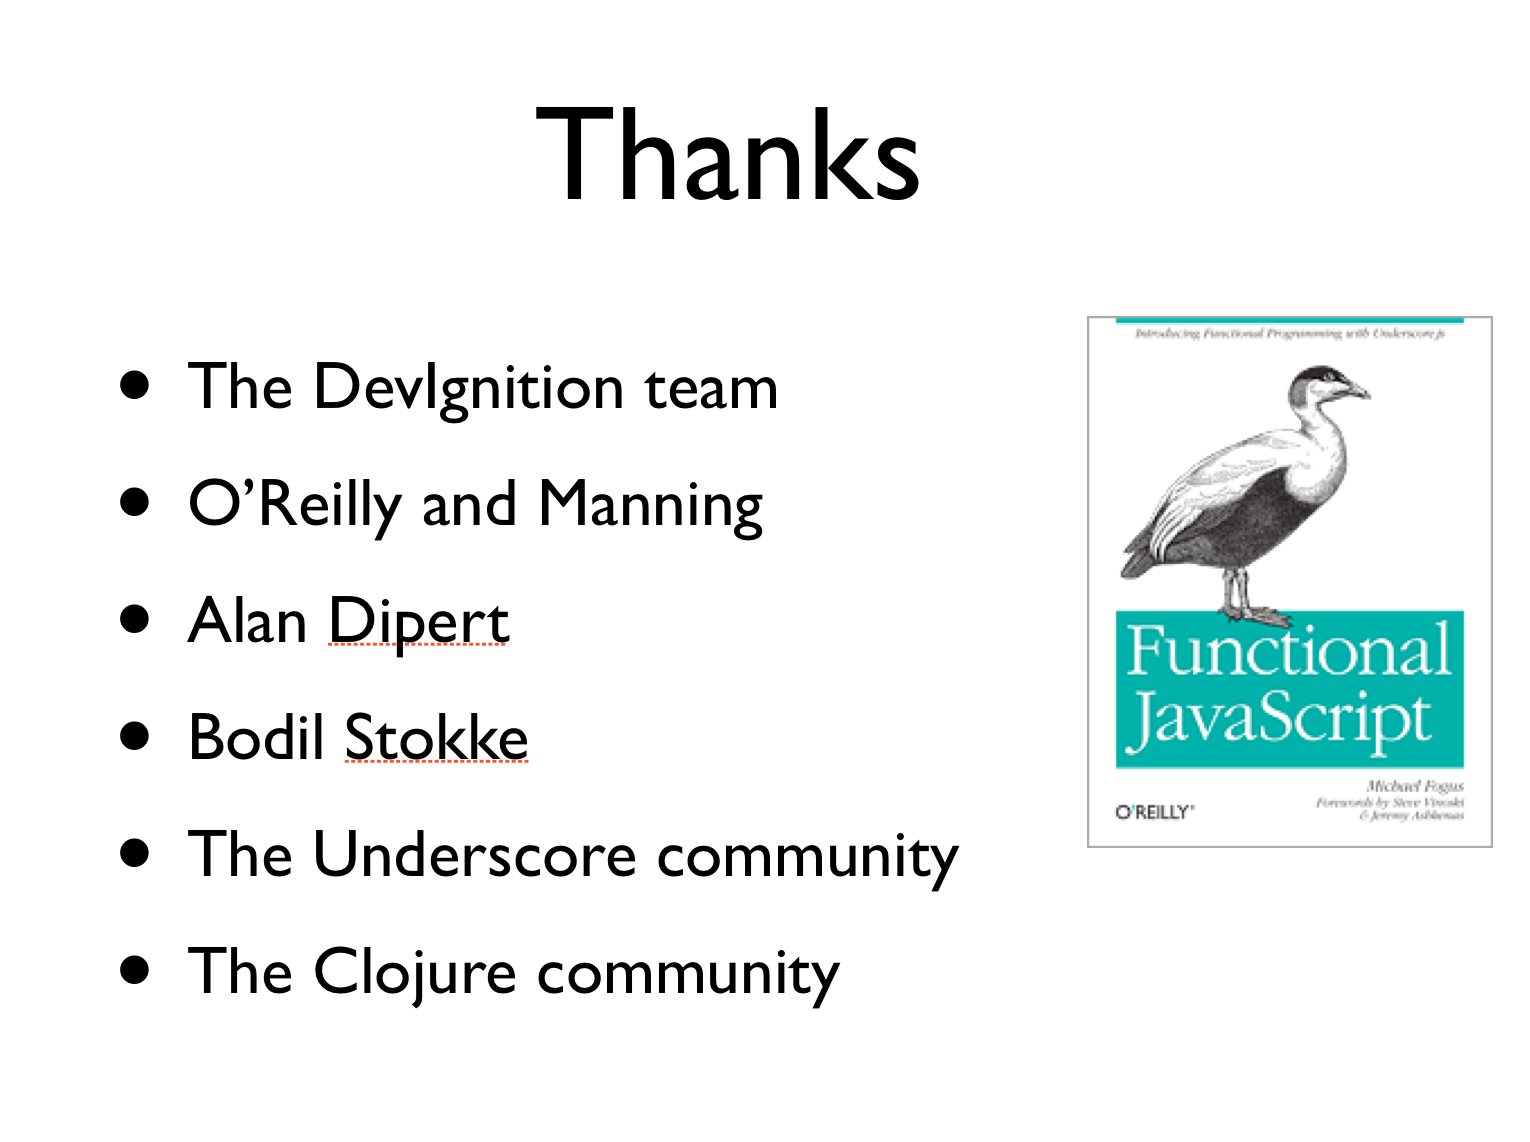 Thanks
• The DevIgnition team
• O’Reilly and Manning
• Alan Dipert
• Bodil Stokke
• The Underscore community
• The Clojure community
Introducing Functional Programming with Underscore.js
Functional
JavaScript
Michael Fogus
O'REILLY®
Forewords by Steve Vinoski
& Jeremy Ashkenas